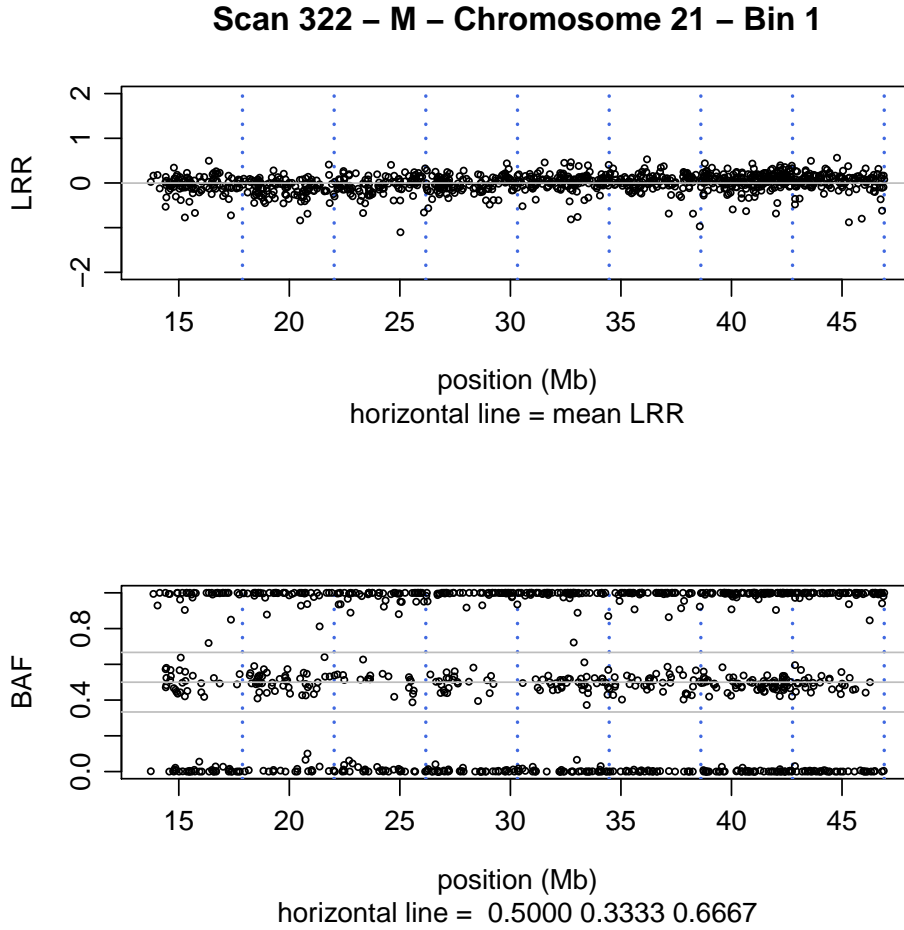 Scan 322 – M – Chromosome 21 – Bin 1
LRR
2
1
0
−2
15 20 25 30 35 40 45
position (Mb)
horizontal line = mean LRR
BAF
0.8
0.4
0.0
15 20 25 30 35 40 45
position (Mb)
horizontal line = 0.5000 0.3333 0.6667